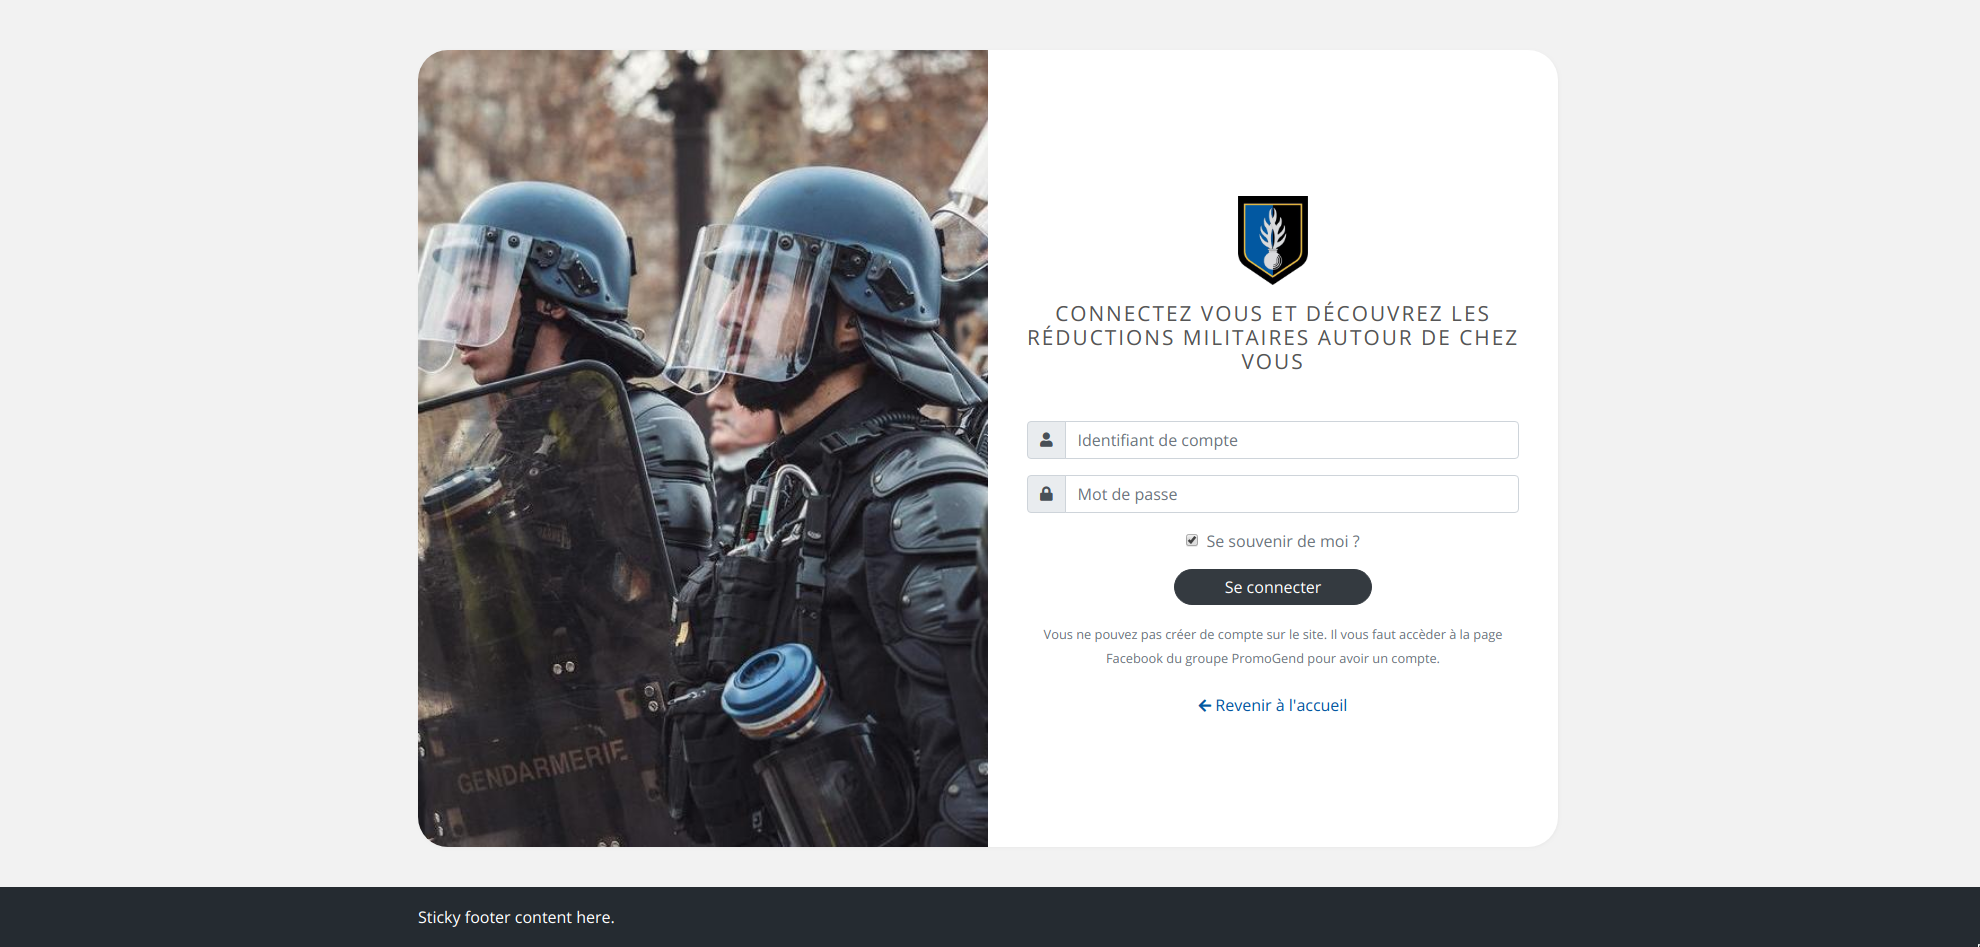 CONNECTEZ VOUS ET DÉCOUVREZ LES
RÉDUCTIONS MILITAIRES AUTOUR DE CHEZ
VOUS
Identifiant de compte
Mot de passe
Se souvenir de moi ?
Se connecter
Vous ne pouvez pas créer de compte sur le site. Il vous faut accèder à la page
Facebook du groupe PromoGend pour avoir un compte.
Revenir à l'accueil
GENDARMERIE
Sticky footer content here.